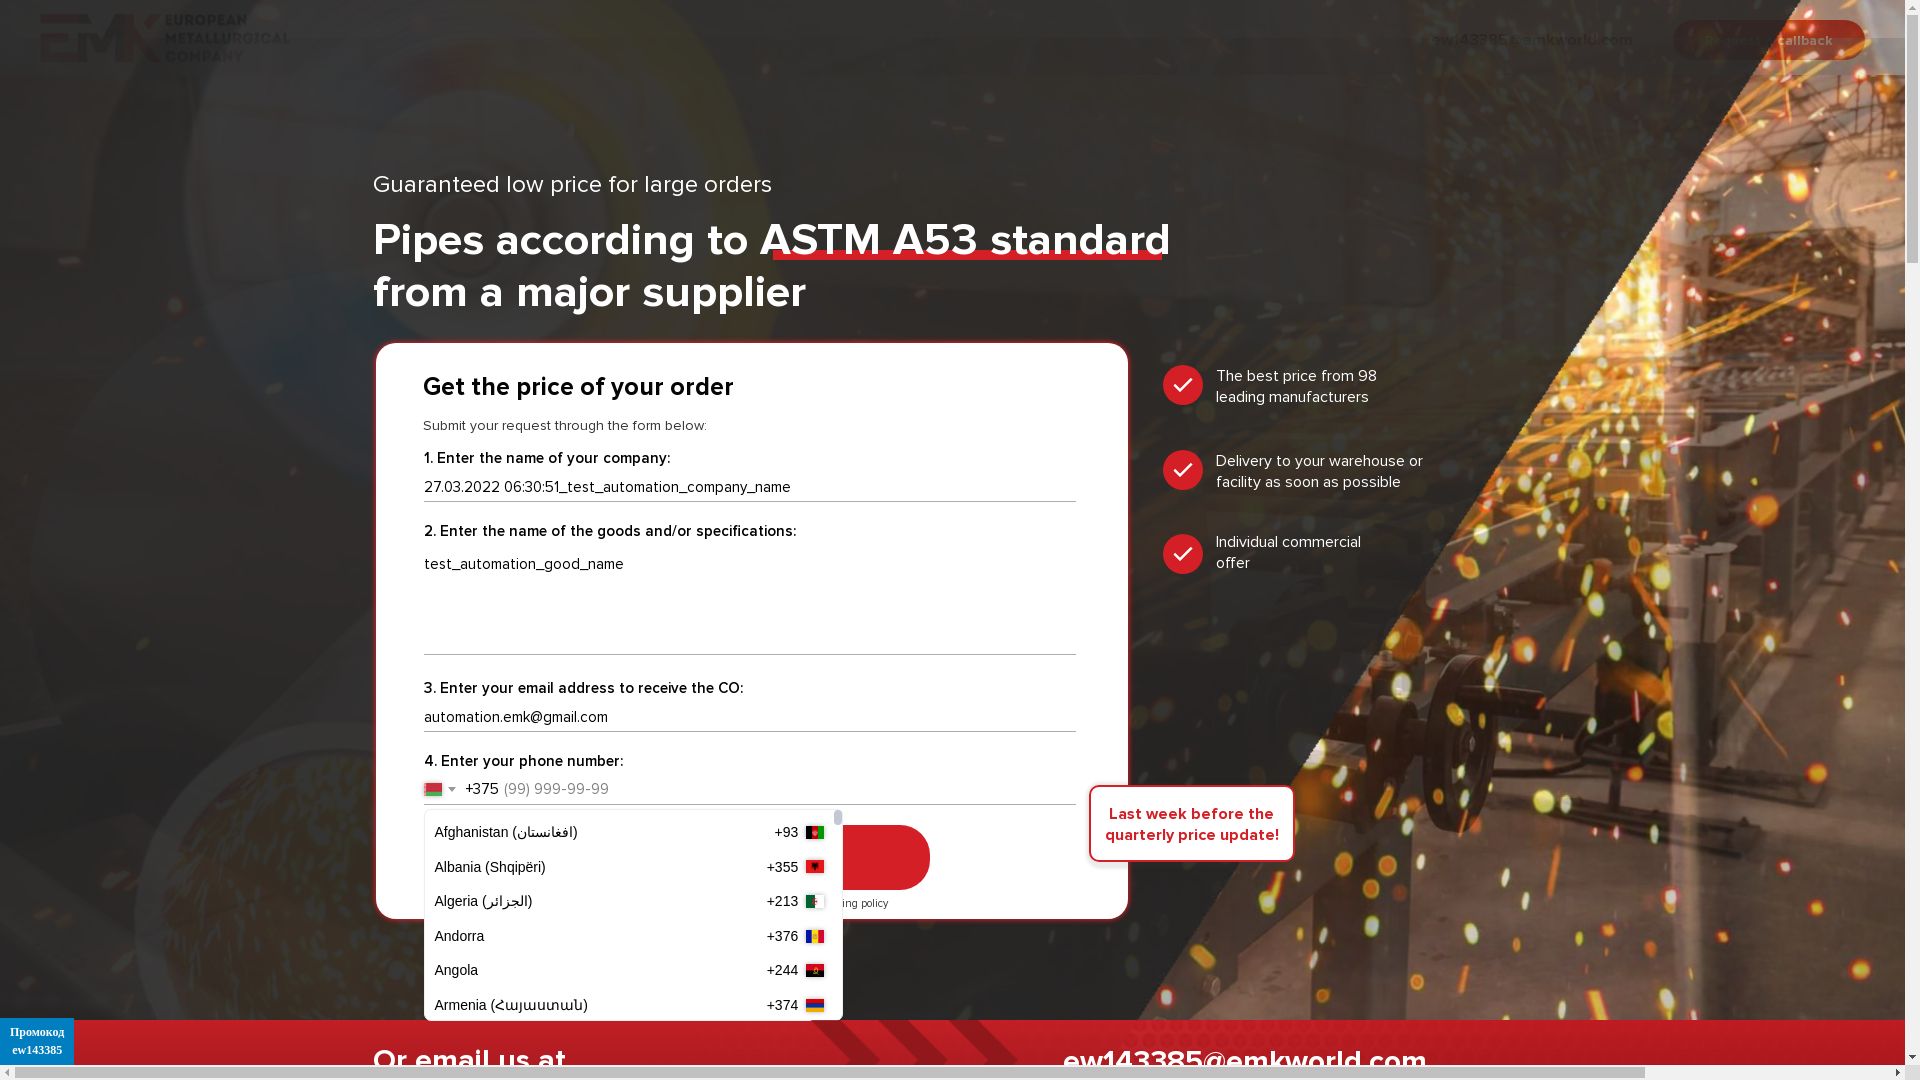 EUROPEAN
METALLURGICAL
COMPANY
EMK
ew143385@emkworld.com
callback
Guaranteed low price for large orders
Pipes according to ASTM A53 standard
from a major supplier
Get the price of your order
Submit your request through the form below:
1. Enter the name of your company:
27.03.2022 06:30:51_test_automation_company_name
2. Enter the name of the goods and/or specifications:
test_automation_good_name
3. Enter your email address to receive the CO:
automation.emk@gmail.com
4. Enter your phone number:
+375 (99) 999-99-99
Afghanistan (‫افغانستان‬‎) +93
Albania (Shqipëri) +355
Algeria (‫الجزائر‬‎) +213
Andorra +376
Angola +244
Armenia (Հայաստան) +374
policy
The best price from 98
leading manufacturers
Delivery to your warehouse or
facility as soon as possible
Individual commercial
offer
Last week before the
quarterly price update!
Промокод
ew143385
Or email us at
ew143385@emkworld.com